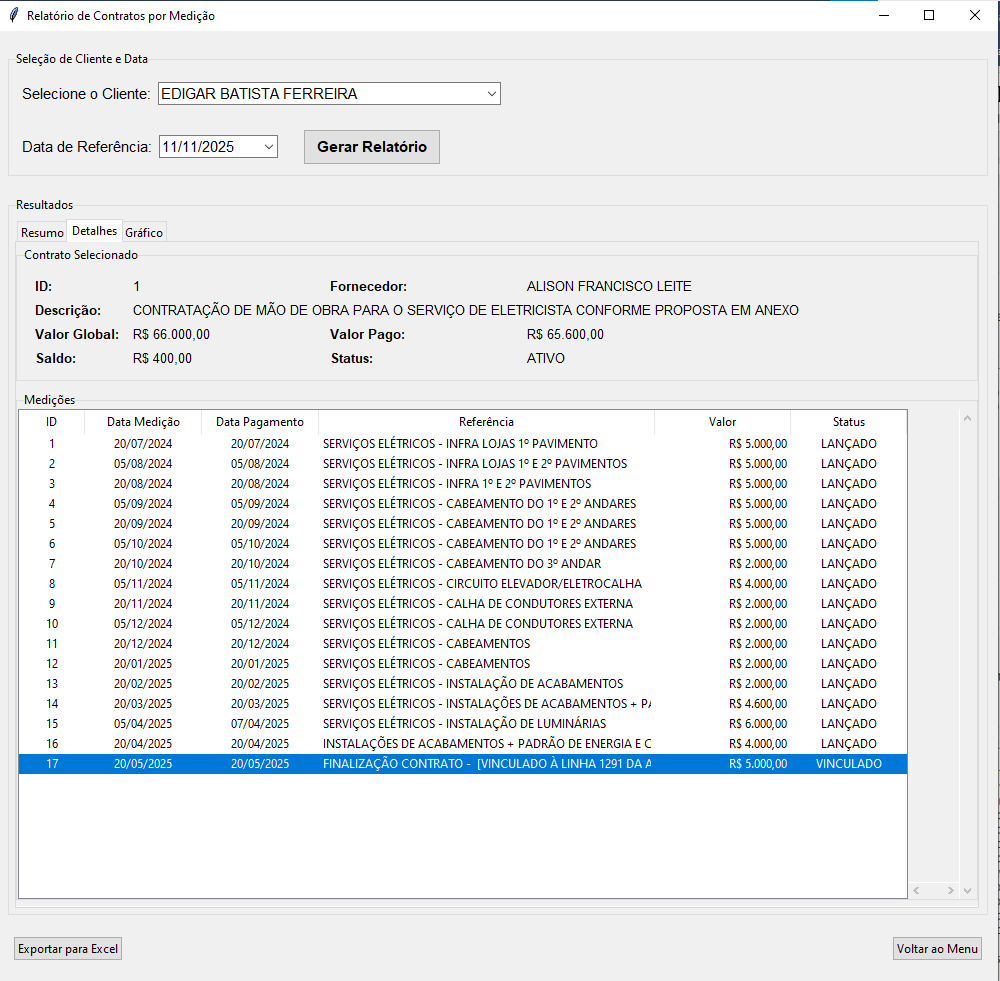 Relatório de Contratos por Medição
Seleção de Cliente e Data
Selecione o Cliente: EDIGAR BATISTA FERREIRA
Data de Referência: 11/11/2025 Gerar Relatório
Resultados
Resumo Detalhes Gráfico
Contrato Selecionado
ID: 1 Fornecedor: ALISON FRANCISCO LEITE
Descrição: CONTRATAÇÃO DE MÃO DE OBRA PARA O SERVIÇO DE ELETRICISTA CONFORME PROPOSTA EM ANEXO
Valor Global: R$ 66.000,00 Valor Pago: R$ 65.600,00
Saldo: R$ 400,00 Status: ATIVO
Medições
ID Data Medição Data Pagamento Referência Valor Status
1 20/07/2024 20/07/2024 SERVIÇOS ELÉTRICOS - INFRA LOJAS 1º PAVIMENTO R$ 5.000,00 LANÇADO
2 05/08/2024 05/08/2024 SERVIÇOS ELÉTRICOS - INFRA LOJAS 1º E 2º PAVIMENTOS R$ 5.000,00 LANÇADO
3 20/08/2024 20/08/2024 SERVIÇOS ELÉTRICOS - INFRA 1º E 2º PAVIMENTOS R$ 5.000,00 LANÇADO
4 05/09/2024 05/09/2024 SERVIÇOS ELÉTRICOS - CABEAMENTO DO 1º E 2º ANDARES R$ 5.000,00 LANÇADO
5 20/09/2024 20/09/2024 SERVIÇOS ELÉTRICOS - CABEAMENTO DO 1º E 2º ANDARES R$ 5.000,00 LANÇADO
6 05/10/2024 05/10/2024 SERVIÇOS ELÉTRICOS - CABEAMENTO DO 1º E 2º ANDARES R$ 5.000,00 LANÇADO
7 20/10/2024 20/10/2024 SERVIÇOS ELÉTRICOS - CABEAMENTO DO 3º ANDAR R$ 2.000,00 LANÇADO
8 05/11/2024 05/11/2024 SERVIÇOS ELÉTRICOS - CIRCUITO ELEVADOR/ELETROCALHA R$ 4.000,00 LANÇADO
9 20/11/2024 20/11/2024 SERVIÇOS ELÉTRICOS - CALHA DE CONDUTORES EXTERNA R$ 2.000,00 LANÇADO
10 05/12/2024 05/12/2024 SERVIÇOS ELÉTRICOS - CALHA DE CONDUTORES EXTERNA R$ 2.000,00 LANÇADO
11 20/12/2024 20/12/2024 SERVIÇOS ELÉTRICOS - CABEAMENTOS R$ 2.000,00 LANÇADO
12 20/01/2025 20/01/2025 SERVIÇOS ELÉTRICOS - CABEAMENTOS R$ 2.000,00 LANÇADO
13 20/02/2025 20/02/2025 SERVIÇOS ELÉTRICOS - INSTALAÇÃO DE ACABAMENTOS R$ 2.000,00 LANÇADO
14 20/03/2025 20/03/2025 SERVIÇOS ELÉTRICOS - INSTALAÇÕES DE ACABAMENTOS + PA R$ 4.600,00 LANÇADO
15 05/04/2025 07/04/2025 SERVIÇOS ELÉTRICOS - INSTALAÇÃO DE LUMINÁRIAS R$ 6.000,00 LANÇADO
16 20/04/2025 20/04/2025 INSTALAÇÕES DE ACABAMENTOS + PADRÃO DE ENERGIA E C R$ 4.000,00 LANÇADO
17 20/05/2025 20/05/2025 FINALIZAÇÃO CONTRATO - [VINCULADO À LINHA 1291 DA A R$ 5.000,00 VINCULADO
Exportar para Excel Voltar ao Menu